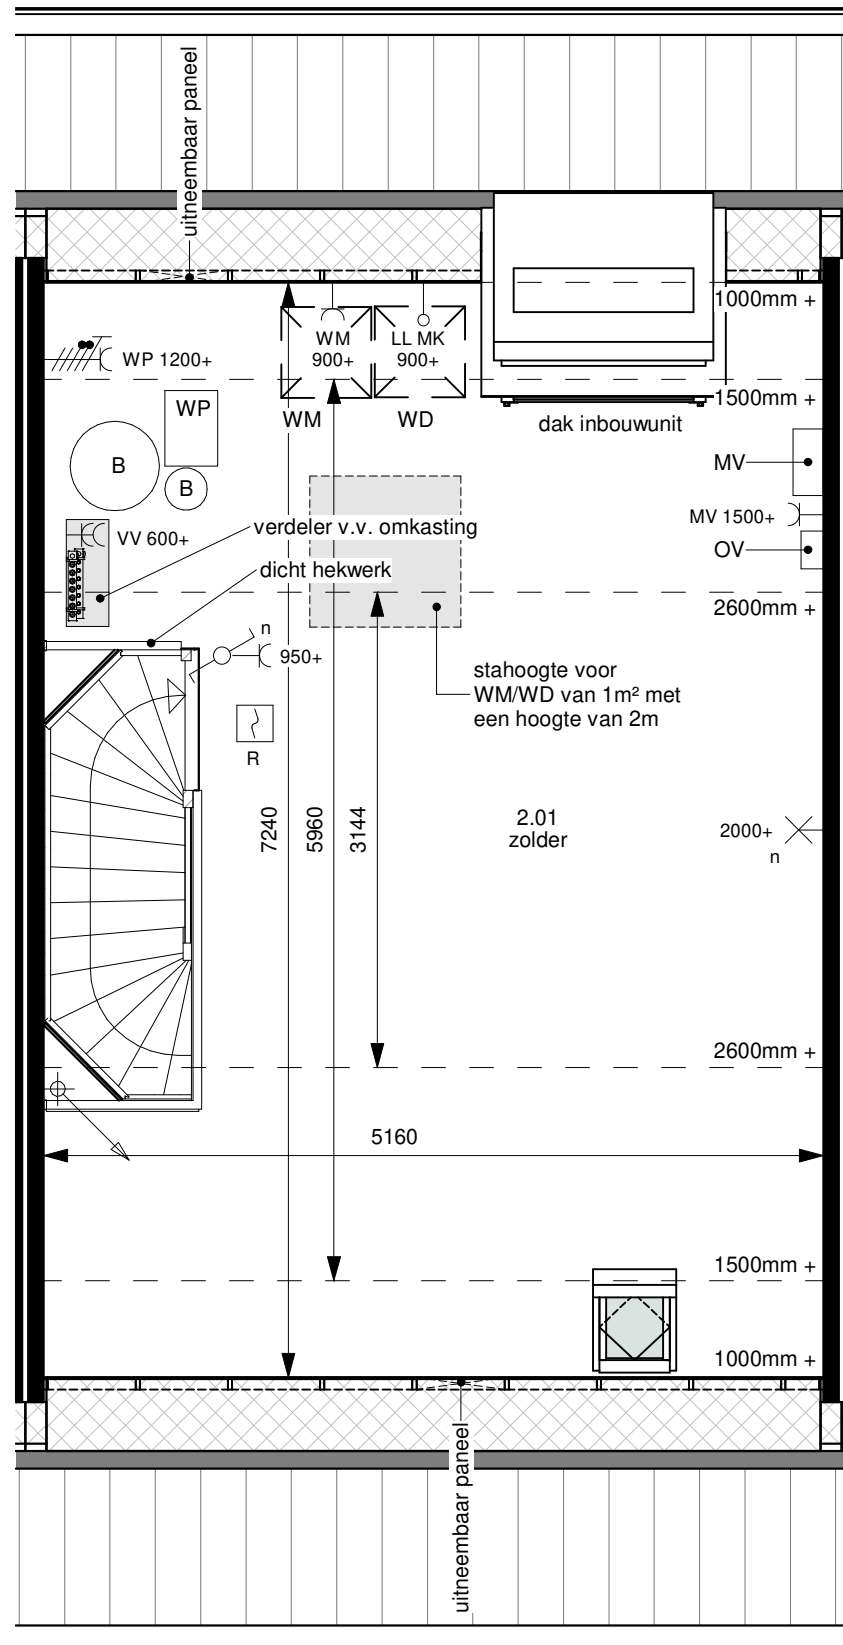 uitneembaar paneel
1000mm +
WM
900+
LL MK
900+
WP 1200+
1500mm +
WP
WM
WD
dak inbouwunit
B
B
MV
MV 1500+
VV 600+
verdeler v.v. omkasting
OV
dicht hekwerk
2600mm +
n
950+
stahoogte voor
WM/WD van 1m² met
een hoogte van 2m
R
7240
5960
3144
2.01
zolder
2000+
n
2600mm +
5160
1500mm +
1000mm +
uitneembaar paneel